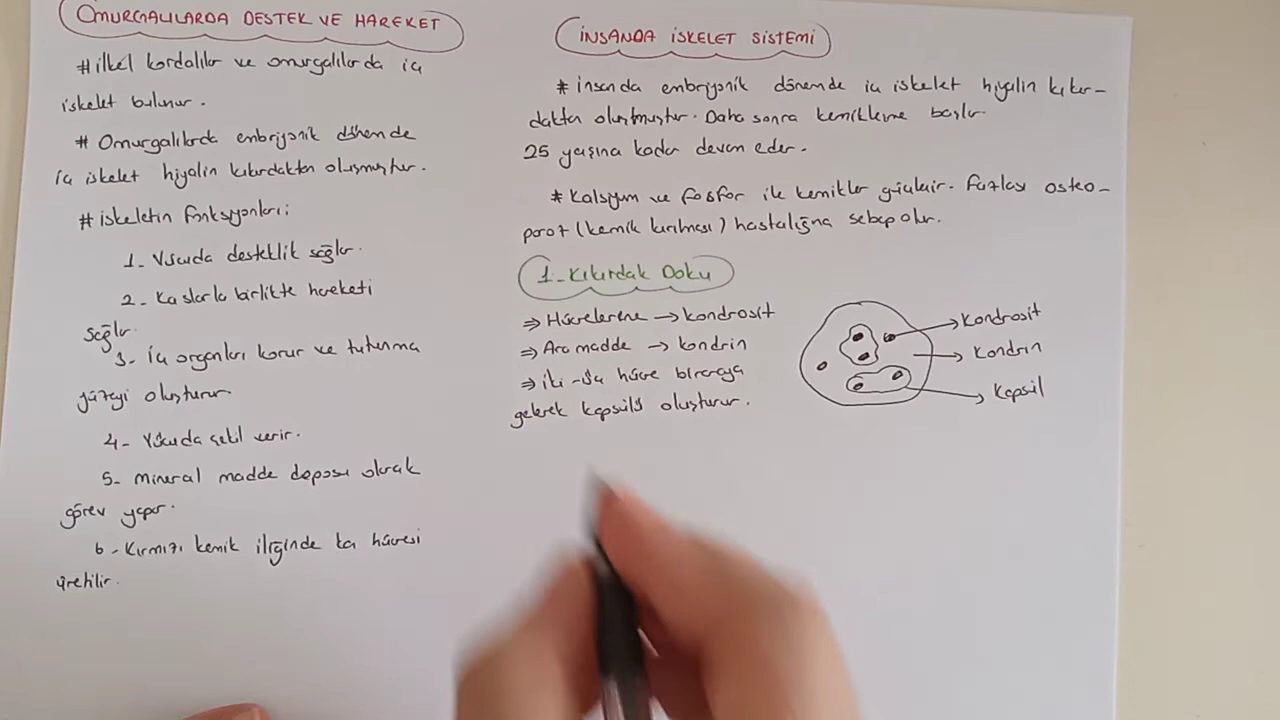 OMURGALILARDA DESTEK VE HAREKET
# ilkel kordalılar ve omurgalılarda iç
iskelet bulunur.
# Omurgalılarda embriyonik dönemde
iç iskelet hiyalin kıkırdaktan oluşmuştur.
# iskeletin fonksiyonları;
1- Vücuda desteklik sağlar.
2- Kaslarla birlikte hareketi
sağlar.
3- İç organları korur ve tutunma
yüzeyi oluşturur.
4- Vücuda şekil verir.
5- Mineral madde deposu olarak
görev yapar.
6- Kırmızı kemik iliğinde kan hücresi
üretilir.
İNSANDA İSKELET SİSTEMİ
* insanda embriyonik dönemde iç iskelet hiyalin kıkır-
daktan oluşmuştur. Daha sonra kemikleşme başlar.
25 yaşına kadar devam eder.
* Kalsiyum ve fosfor ile kemikler güçlenir. Fazlası osteo-
porot (kemik kırılması) hastalığına sebep olur.
1- Kıkırdak Doku
⇒ Hücrelerine → kondrosit
⇒ Ara madde → kondrin
⇒ iki-üç hücre biraraya
gelerek kapsülü oluşturur.
Kondrosit
Kondrin
Kapsül